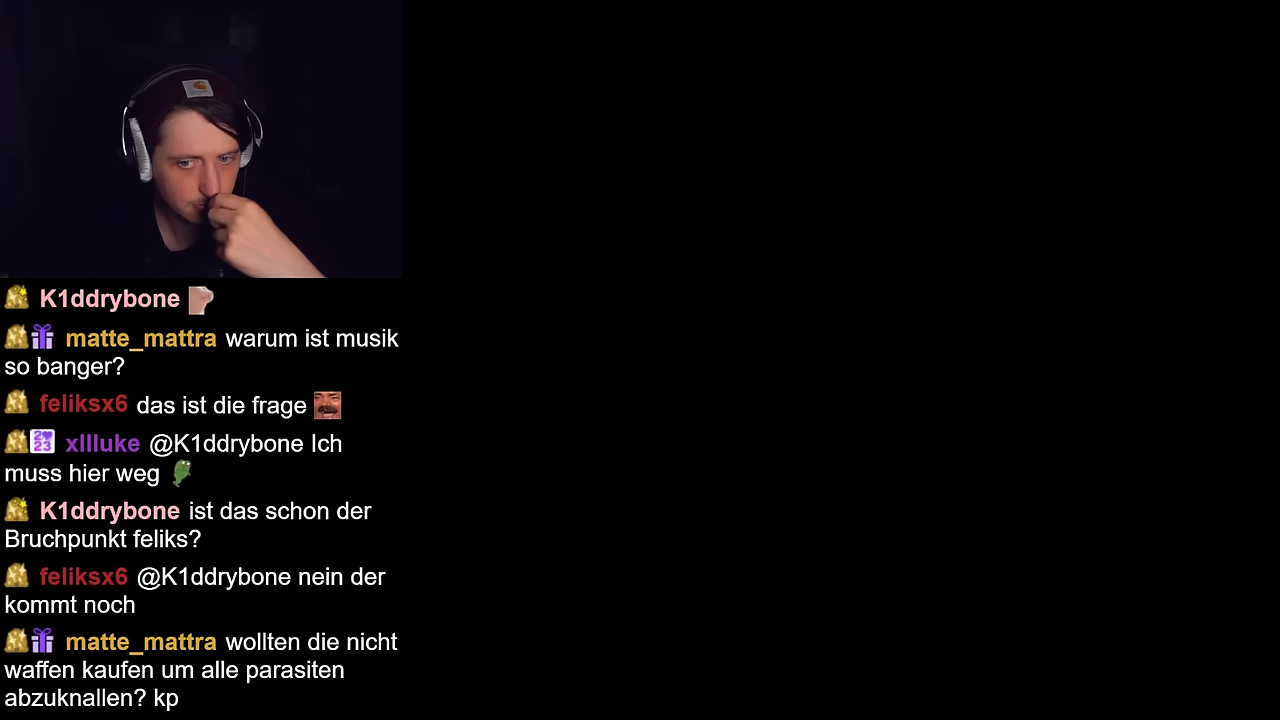 K1ddrybone
matte_mattra warum ist musik
so banger?
feliksx6 das ist die frage
xIIluke @K1ddrybone Ich
muss hier weg
K1ddrybone ist das schon der
Bruchpunkt feliks?
feliksx6 @K1ddrybone nein der
kommt noch
matte_mattra wollten die nicht
waffen kaufen um alle parasiten
abzuknallen? kp